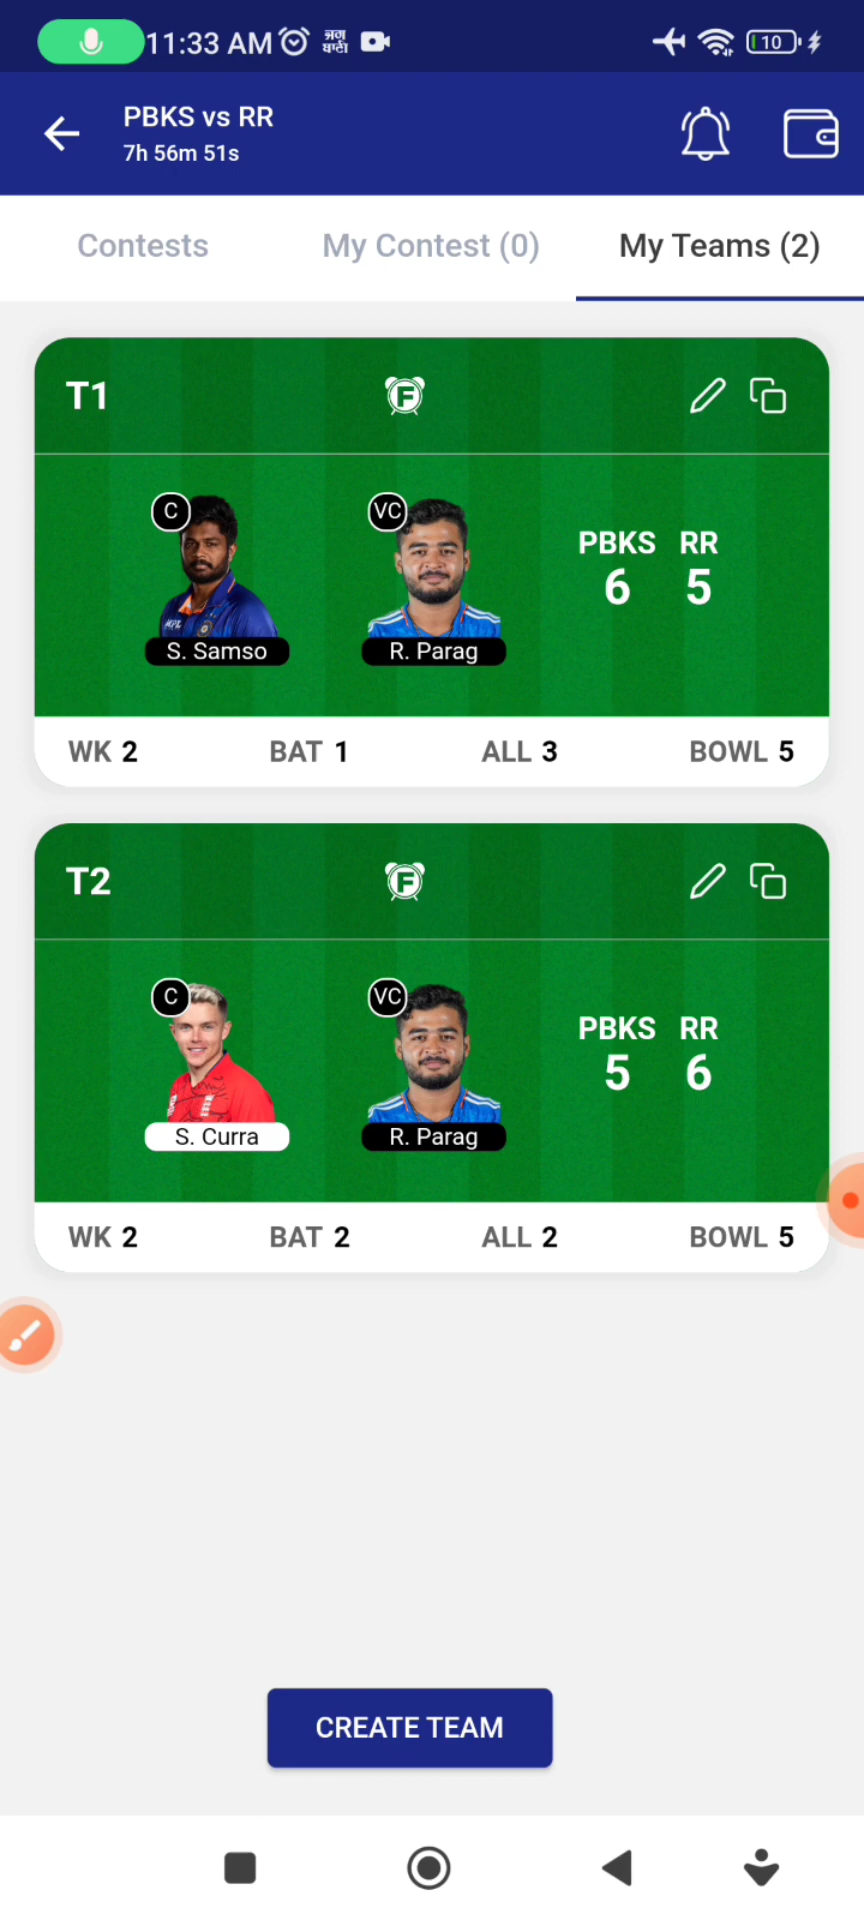 11:33 AM ਜਗ ਬਾਣੀ 10
PBKS vs RR
7h 56m 51s
Contests My Contest (0) My Teams (2)
T1 F
C VC
PBKS RR
6 5
S. Samso R. Parag
WK 2 BAT 1 ALL 3 BOWL 5
T2 F
C VC
PBKS RR
5 6
S. Curra R. Parag
WK 2 BAT 2 ALL 2 BOWL 5
CREATE TEAM